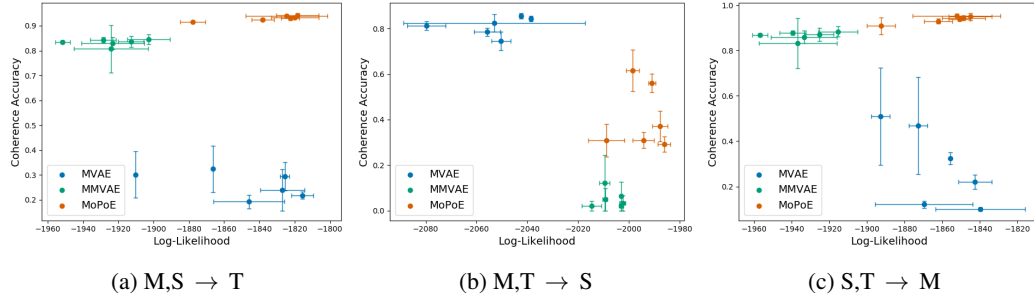 Coherence Accuracy
0.9
0.8
0.7
0.6
0.5
0.4
0.3
0.2
MVAE
MMVAE
MoPoE
−1960 −1940 −1920 −1900 −1880 −1860 −1840 −1820 −1800
Log-Likelihood
(a) M,S → T
Coherence Accuracy
0.8
0.6
0.4
0.2
0.0
MVAE
MMVAE
MoPoE
−2080 −2060 −2040 −2020 −2000 −1980
Log-Likelihood
(b) M,T → S
Coherence Accuracy
1.0
0.8
0.6
0.4
0.2
MVAE
MMVAE
MoPoE
−1960 −1940 −1920 −1900 −1880 −1860 −1840 −1820
Log-Likelihood
(c) S,T → M